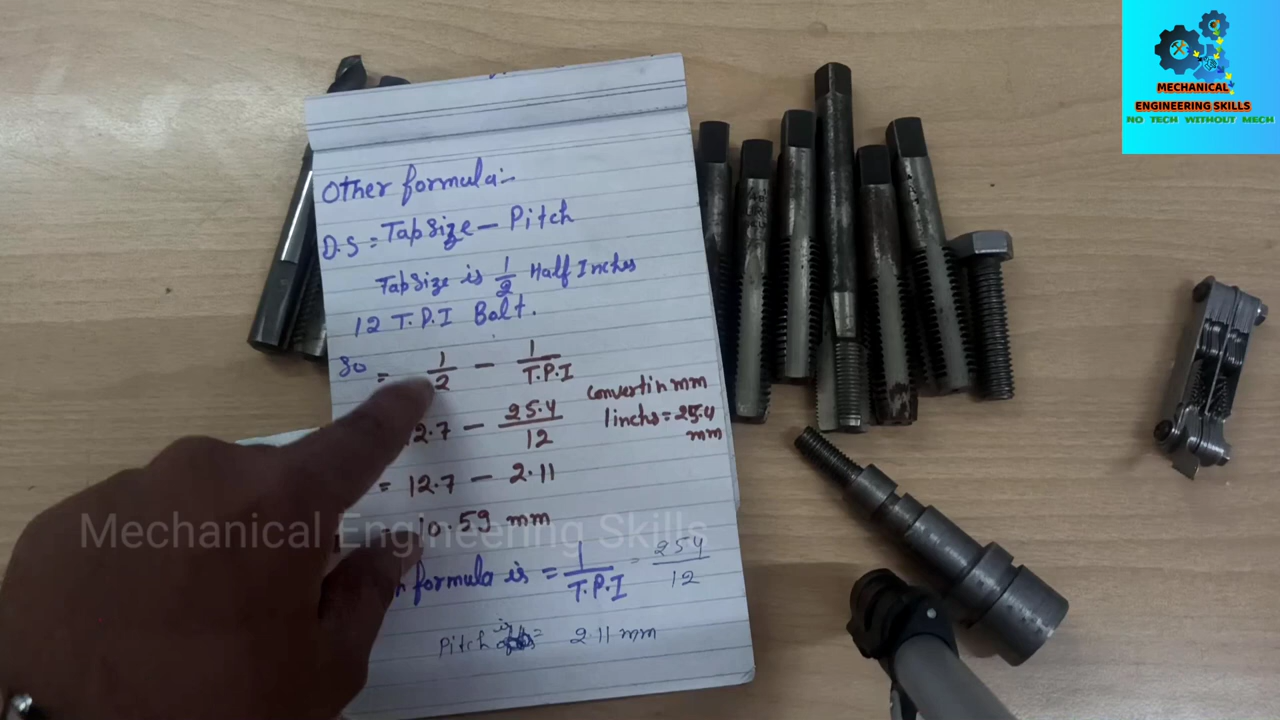 MECHANICAL
ENGINEERING SKILLS
NO TECH WITHOUT MECH
Other formula:-
D.S = Tap Size - Pitch
Tap Size is 1/2 Half Inches
12 T.P.I Bolt.
So = 1/2 - 1/T.P.I
convert in mm
1 inchs = 25.4
mm
12.7 - 25.4/12
= 12.7 - 2.11
= 10.59 mm
Mechanical Engineering Skills
formula is = 1/T.P.I = 254/12
Pitch is = 2.11 mm